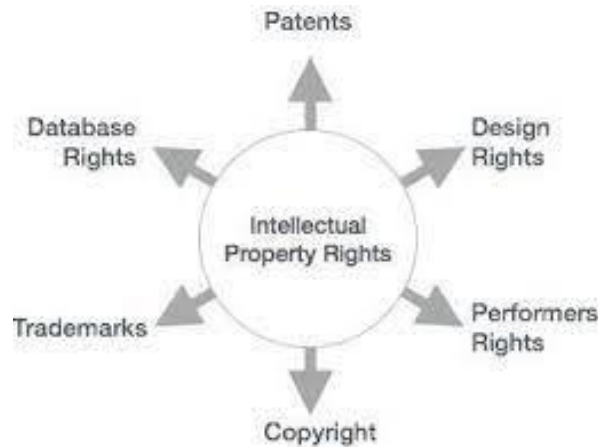 Patents
Database
Rights
Design
Rights
Intellectual
Property Rights
Trademarks
Performers
Rights
Copyright